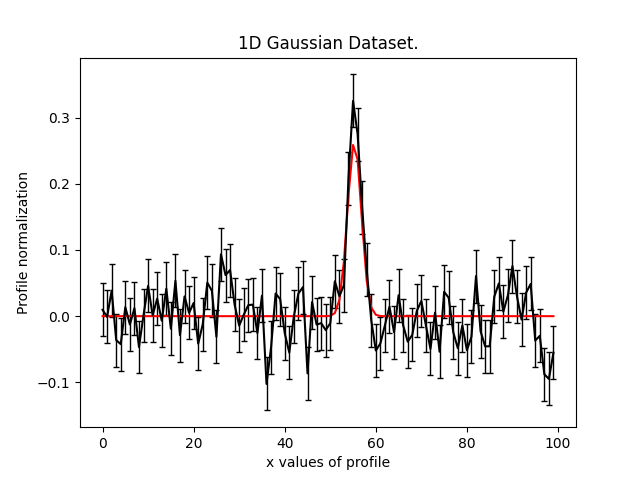 1D Gaussian Dataset.
Profile normalization
0.3
0.2
0.1
0.0
−0.1
0 20 40 60 80 100
x values of profile